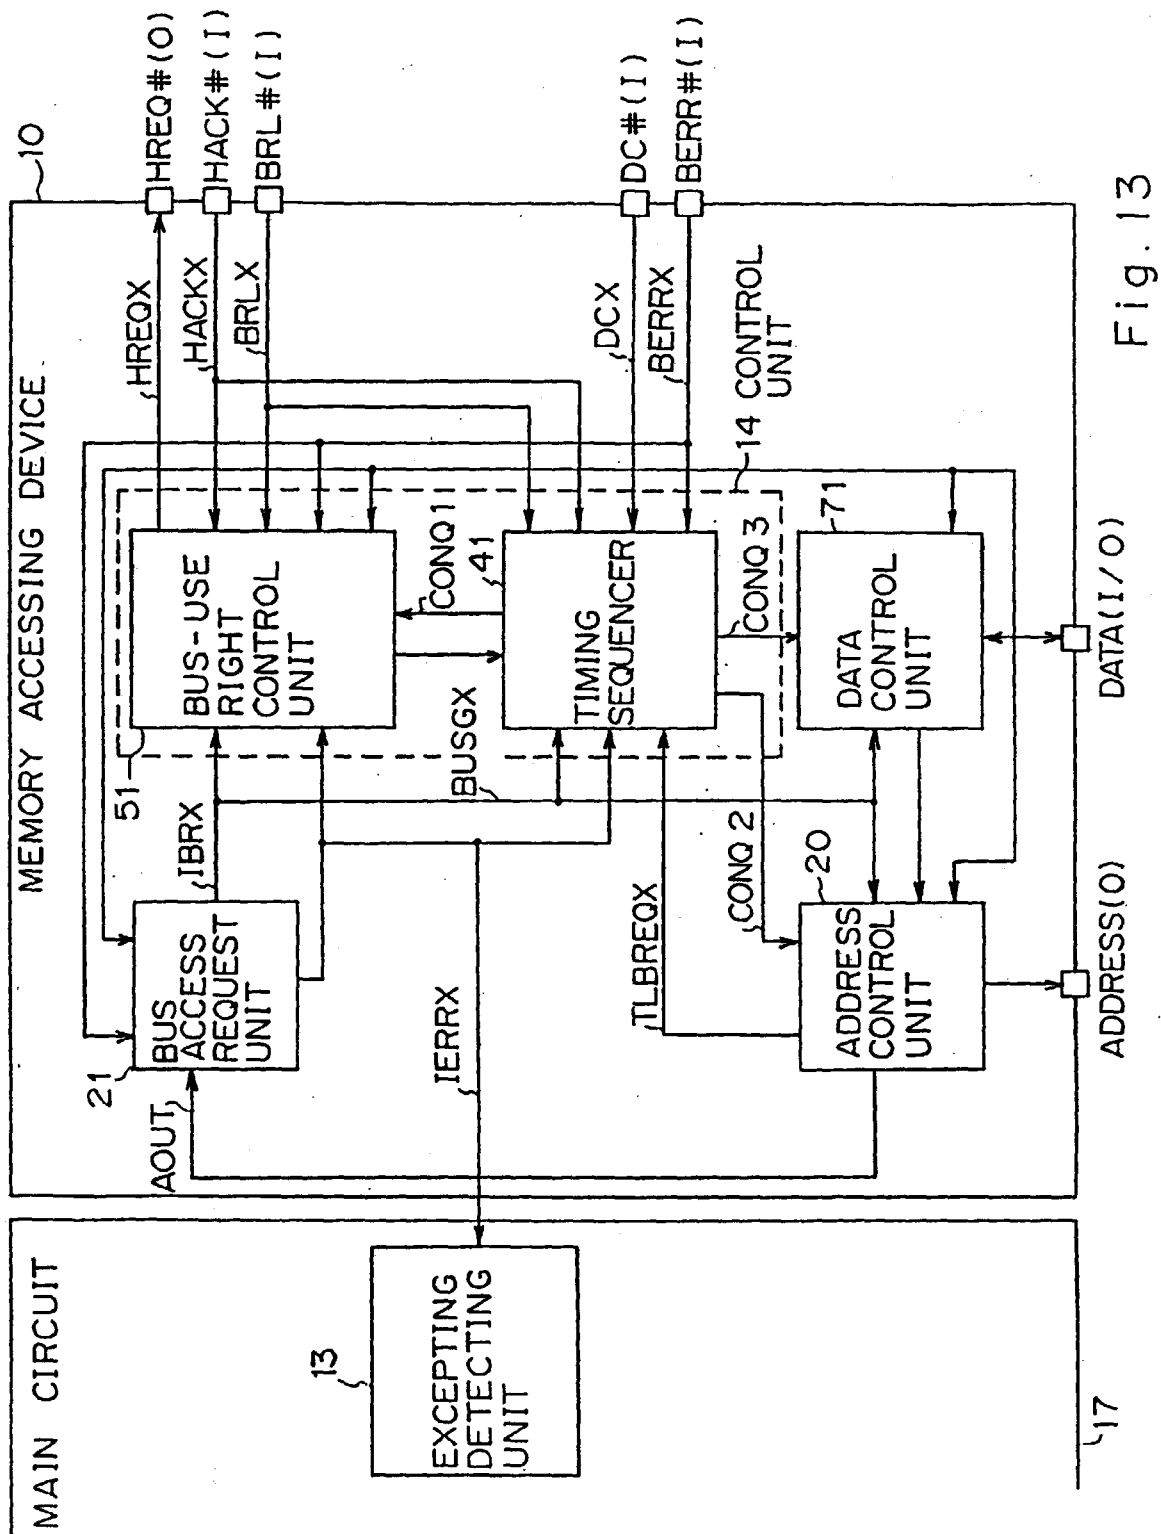 MAIN CIRCUIT
13
EXCEPTING
DETECTING
UNIT
17
MEMORY ACCESSING DEVICE
10
AOUT
21
BUS
ACCESS
REQUEST
UNIT
IBRX
51
BUS-USE
RIGHT
CONTROL
UNIT
HREQX
HACKX
BRLX
HREQ#(O)
HACK#(I)
BRL#(I)
IERRX
BUSGX
CONQ 1
41
TIMING
SEQUENCER
DCX
BERRX
DC#(I)
BERR#(I)
14 CONTROL
UNIT
TLBREQX
CONQ 2
CONQ 3
20
ADDRESS
CONTROL
UNIT
71
DATA
CONTROL
UNIT
ADDRESS(O)
DATA(I/O)
Fig. 13